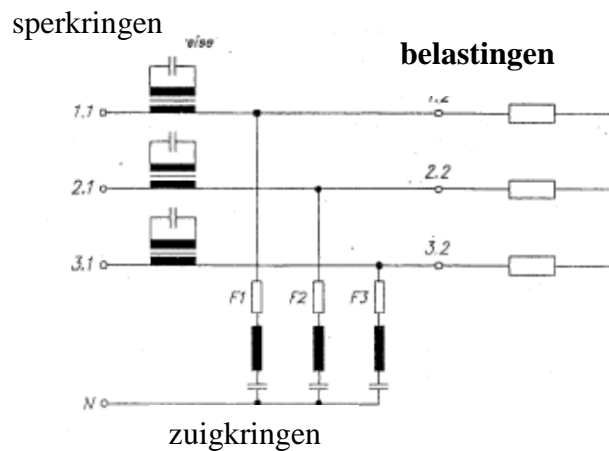 sperkringen
belastingen
1.1
2.1
2.2
3.1
3.2
F1 F2 F3
N
zuigkringen